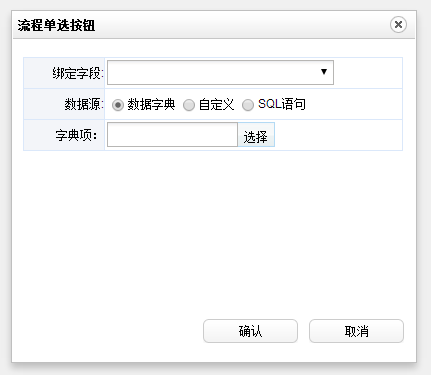 流程单选按钮
绑定字段:
数据源: 数据字典 自定义 SQL语句
字典项: 选择
确认 取消